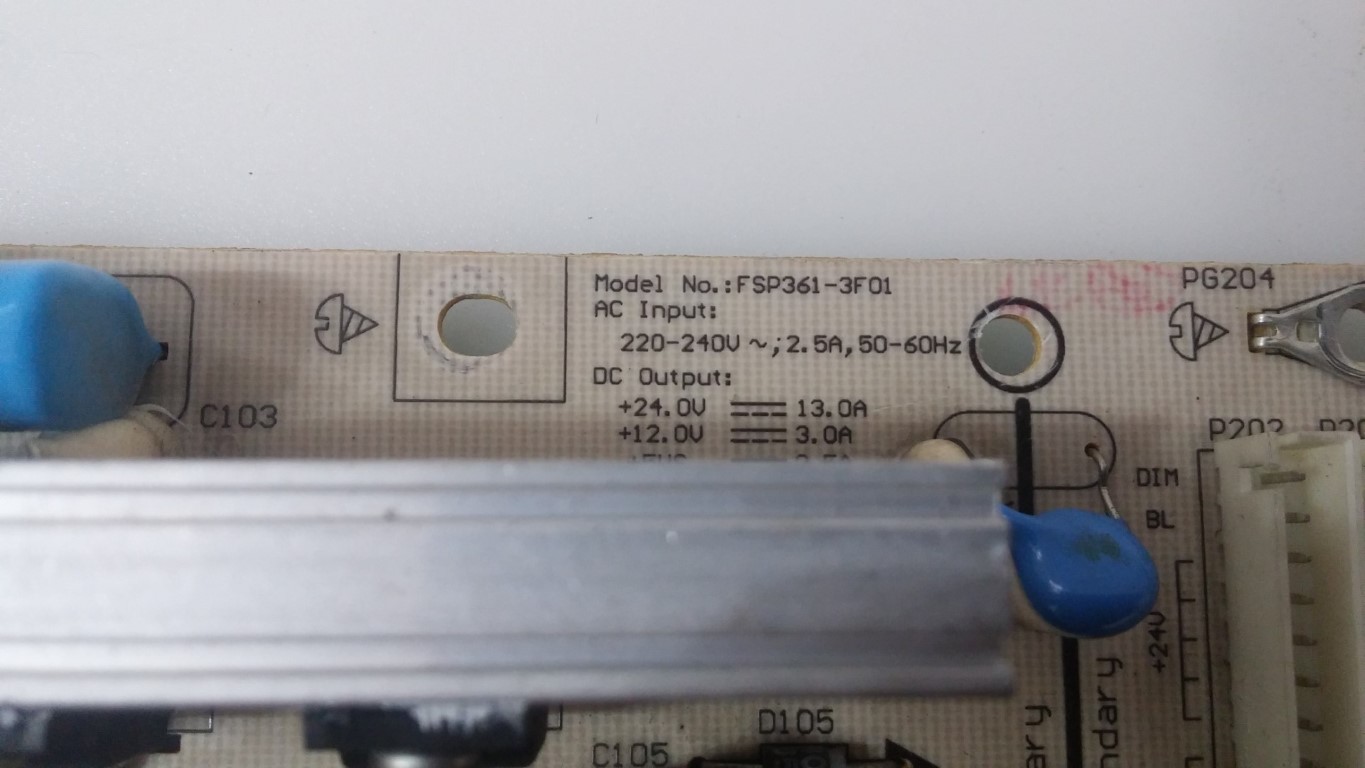 Model No.:FSP361-3F01
AC Input:
220-240V ~;2.5A,50-60Hz
DC Output:
+24.0V 13.0A
+12.0V 3.0A
PG204
C103
P202
DIM
BL
+24V
D105
C105